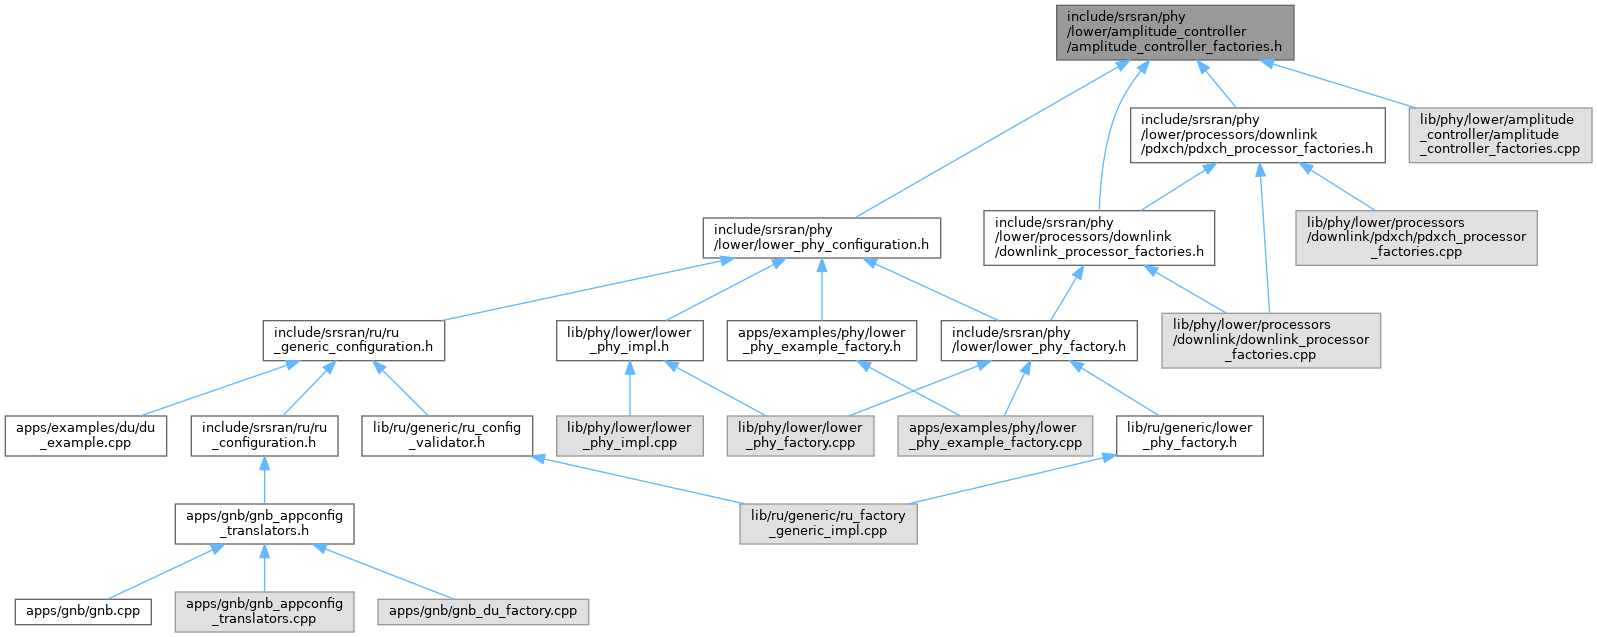 include/srsran/phy
/lower/amplitude_controller
/amplitude_controller_factories.h
include/srsran/phy
/lower/processors/downlink
/pdxch/pdxch_processor_factories.h
lib/phy/lower/amplitude
_controller/amplitude
_controller_factories.cpp
include/srsran/phy
/lower/lower_phy_configuration.h
include/srsran/phy
/lower/processors/downlink
/downlink_processor_factories.h
lib/phy/lower/processors
/downlink/pdxch/pdxch_processor
_factories.cpp
include/srsran/ru/ru
_generic_configuration.h
lib/phy/lower/lower
_phy_impl.h
apps/examples/phy/lower
_phy_example_factory.h
include/srsran/phy
/lower/lower_phy_factory.h
lib/phy/lower/processors
/downlink/downlink_processor
_factories.cpp
apps/examples/du/du
_example.cpp
include/srsran/ru/ru
_configuration.h
lib/ru/generic/ru_config
_validator.h
lib/phy/lower/lower
_phy_impl.cpp
lib/phy/lower/lower
_phy_factory.cpp
apps/examples/phy/lower
_phy_example_factory.cpp
lib/ru/generic/lower
_phy_factory.h
apps/gnb/gnb_appconfig
_translators.h
lib/ru/generic/ru_factory
_generic_impl.cpp
apps/gnb/gnb.cpp
apps/gnb/gnb_appconfig
_translators.cpp
apps/gnb/gnb_du_factory.cpp